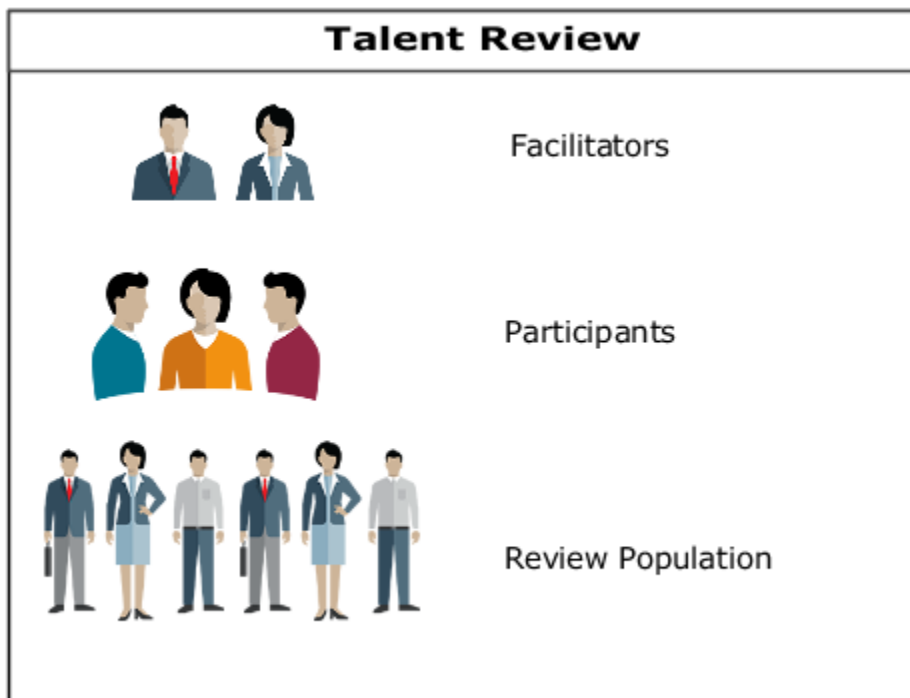 Talent Review
Facilitators
Participants
Review Population